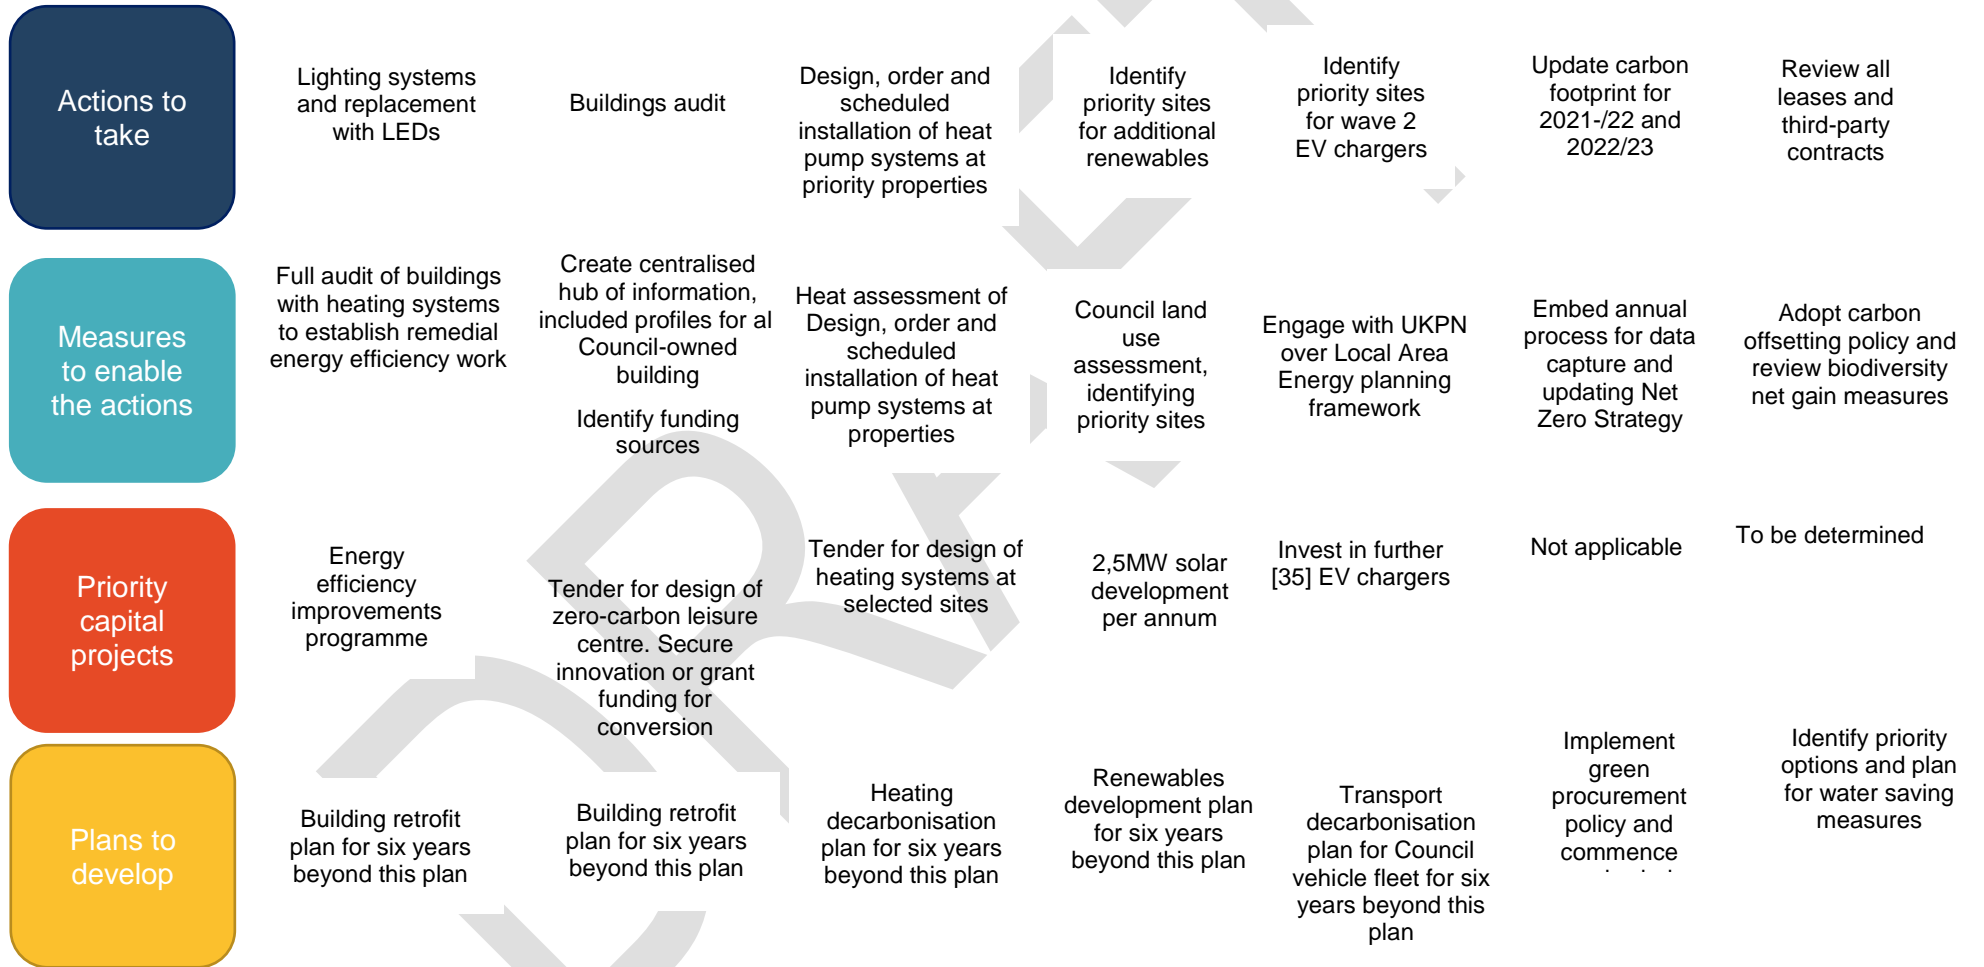 Actions to
take
Lighting systems
and replacement
with LEDs
Buildings audit
Design, order and
scheduled
installation of heat
pump systems at
priority properties
Identify
priority sites
for additional
renewables
Identify
priority sites
for wave 2
EV chargers
Update carbon
footprint for
2021-/22 and
2022/23
Review all
leases and
third-party
contracts
Measures
to enable
the actions
Full audit of buildings
with heating systems
to establish remedial
energy efficiency work
Create centralised
hub of information,
included profiles for al
Council-owned
building
Identify funding
sources
Heat assessment of
Design, order and
scheduled
installation of heat
pump systems at
properties
Council land
use
assessment,
identifying
priority sites
Engage with UKPN
over Local Area
Energy planning
framework
Embed annual
process for data
capture and
updating Net
Zero Strategy
Adopt carbon
offsetting policy and
review biodiversity
net gain measures
Priority
capital
projects
Energy
efficiency
improvements
programme
Tender for design of
zero-carbon leisure
centre. Secure
innovation or grant
funding for
conversion
Tender for design of
heating systems at
selected sites
2,5MW solar
development
per annum
Invest in further
[35] EV chargers
Not applicable
To be determined
Plans to
develop
Building retrofit
plan for six years
beyond this plan
Building retrofit
plan for six years
beyond this plan
Heating
decarbonisation
plan for six years
beyond this plan
Renewables
development plan
for six years
beyond this plan
Transport
decarbonisation
plan for Council
vehicle fleet for six
years beyond this
plan
Implement
green
procurement
policy and
commence
Identify priority
options and plan
for water saving
measures